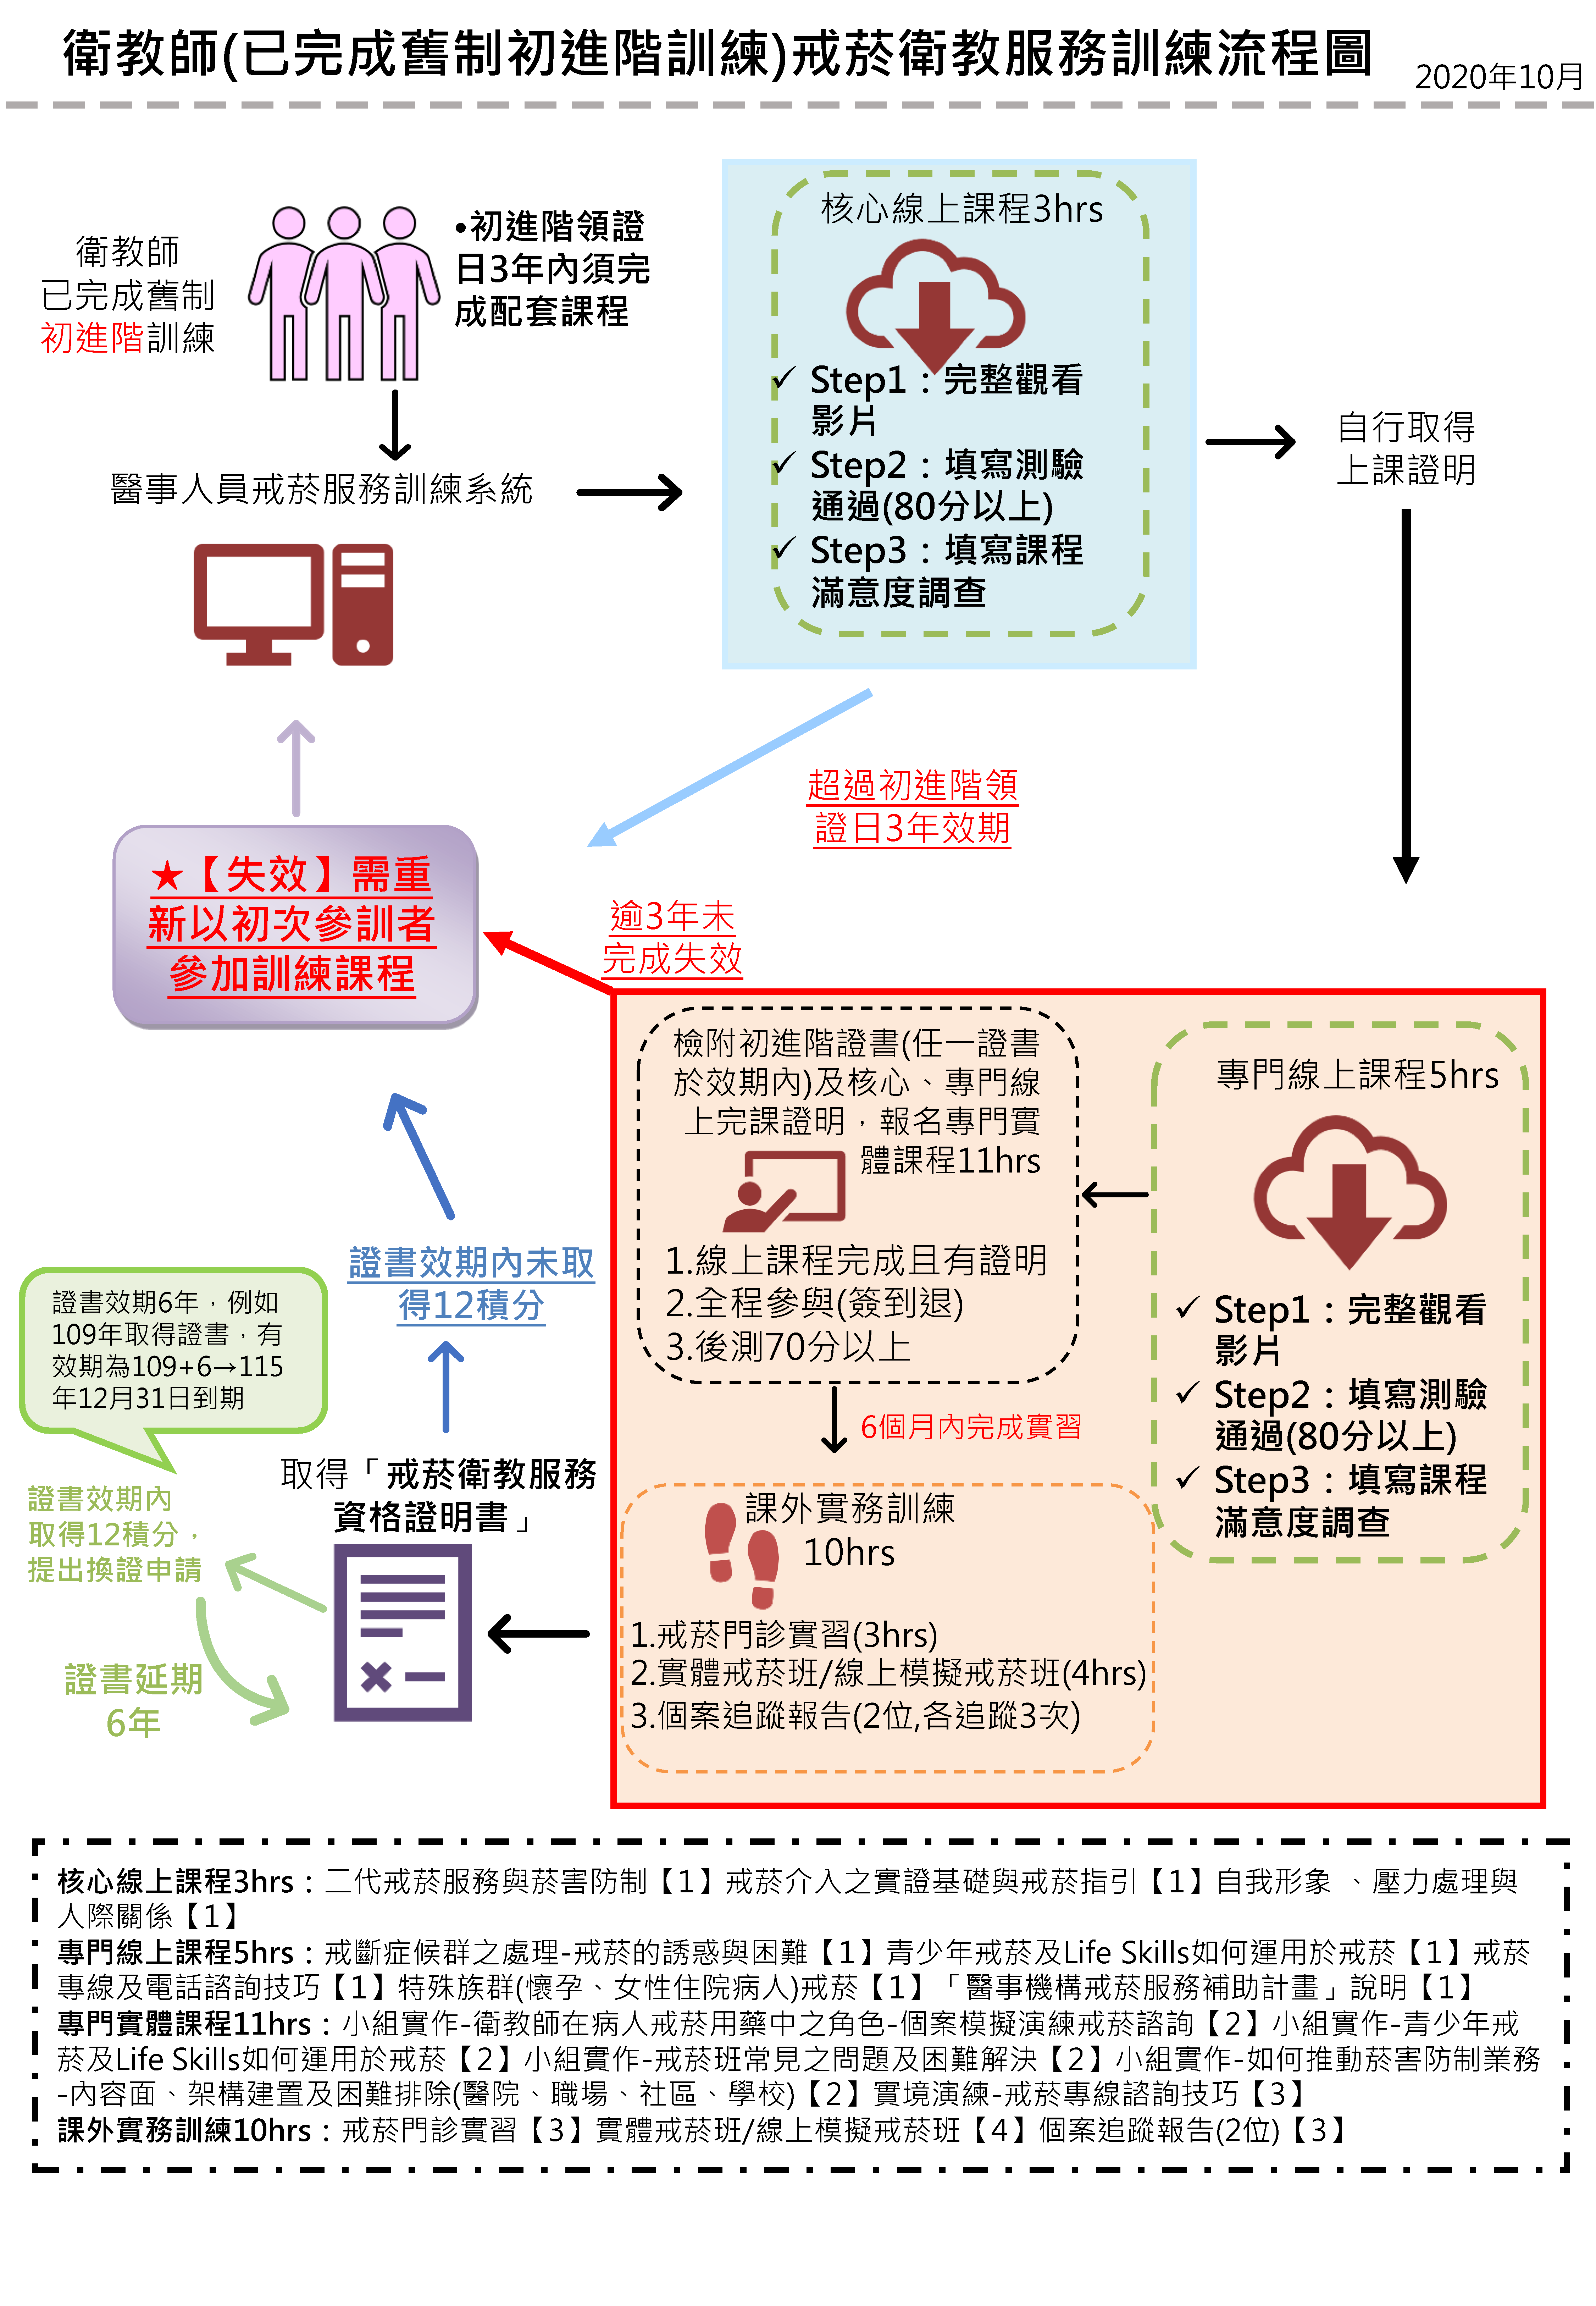 衛教師(已完成舊制初進階訓練)戒菸衛教服務訓練流程圖
2020年10月
衛教師
已完成舊制
初進階訓練
•初進階領證
日3年內須完
成配套課程
醫事人員戒菸服務訓練系統
核心線上課程3hrs
✓ Step1：完整觀看
影片
✓ Step2：填寫測驗
通過(80分以上)
✓ Step3：填寫課程
滿意度調查
自行取得
上課證明
超過初進階領
證日3年效期
★【失效】需重
新以初次參訓者
參加訓練課程
逾3年未
完成失效
檢附初進階證書(任一證書
於效期內)及核心、專門線
上完課證明，報名專門實
體課程11hrs
1.線上課程完成且有證明
2.全程參與(簽到退)
3.後測70分以上
專門線上課程5hrs
✓ Step1：完整觀看
影片
✓ Step2：填寫測驗
通過(80分以上)
✓ Step3：填寫課程
滿意度調查
6個月內完成實習
課外實務訓練
10hrs
1.戒菸門診實習(3hrs)
2.實體戒菸班/線上模擬戒菸班(4hrs)
3.個案追蹤報告(2位,各追蹤3次)
證書效期內未取
得12積分
取得「戒菸衛教服務
資格證明書」
證書效期6年，例如
109年取得證書，有
效期為109+6→115
年12月31日到期
證書效期內
取得12積分，
提出換證申請
證書延期
6年
核心線上課程3hrs：二代戒菸服務與菸害防制【1】戒菸介入之實證基礎與戒菸指引【1】自我形象 、壓力處理與
人際關係【1】
專門線上課程5hrs：戒斷症候群之處理-戒菸的誘惑與困難【1】青少年戒菸及Life Skills如何運用於戒菸【1】戒菸
專線及電話諮詢技巧【1】特殊族群(懷孕、女性住院病人)戒菸【1】「醫事機構戒菸服務補助計畫」說明【1】
專門實體課程11hrs：小組實作-衛教師在病人戒菸用藥中之角色-個案模擬演練戒菸諮詢【2】小組實作-青少年戒
菸及Life Skills如何運用於戒菸【2】小組實作-戒菸班常見之問題及困難解決【2】小組實作-如何推動菸害防制業務
-內容面、架構建置及困難排除(醫院、職場、社區、學校)【2】實境演練-戒菸專線諮詢技巧【3】
課外實務訓練10hrs：戒菸門診實習【3】實體戒菸班/線上模擬戒菸班【4】個案追蹤報告(2位)【3】